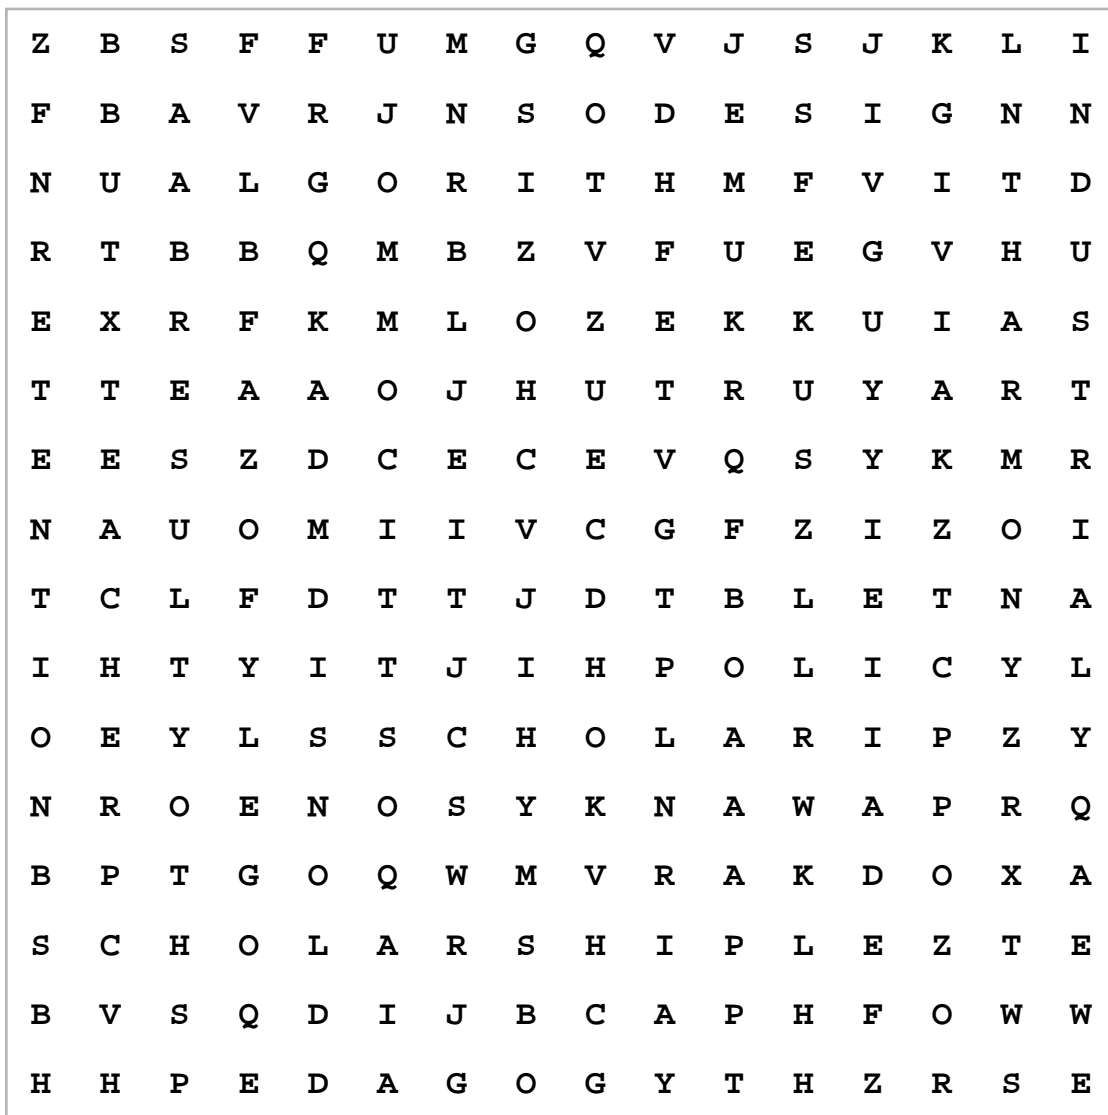 Z B S F F U M G Q V J S J K L I
F B A V R J N S O D E S I G N N
N U A L G O R I T H M F V I T D
R T B B Q M B Z V F U E G V H U
E X R F K M L O Z E K K U I A S
T T E A A O J H U T R U Y A R T
E E S Z D C E C E V Q S Y K M R
N A U O M I I V C G F Z I Z O I
T C L F D T T J D T B L E T N A
I H T Y I T J I H P O L I C Y L
O E Y L S S C H O L A R I P Z Y
N R O E N O S Y K N A W A P R Q
B P T G O Q W M V R A K D O X A
S C H O L A R S H I P L E Z T E
B V S Q D I J B C A P H F O W W
H H P E D A G O G Y T H Z R S E